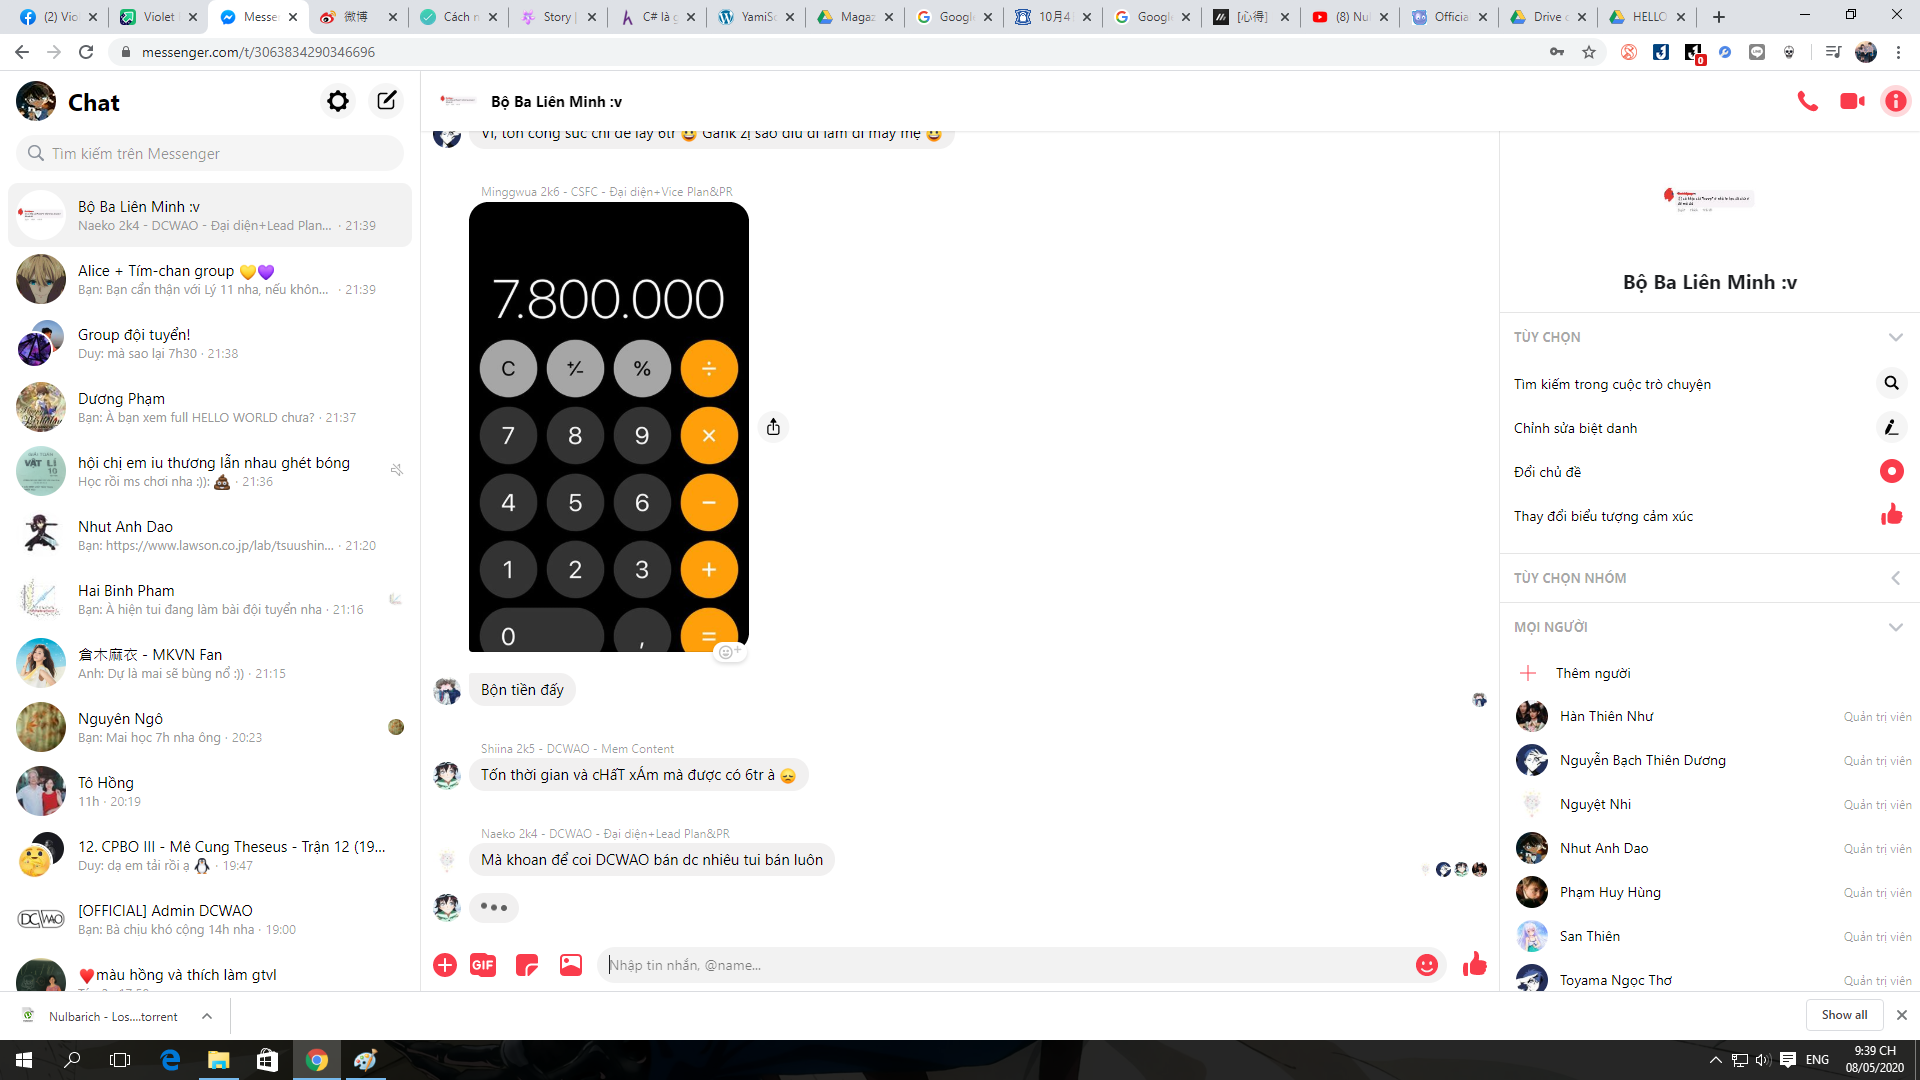 (2) Vio
Violet
Messe
微博
Cách n
Story |
C# là g
YamiSo
Magaz
Google
10月4
Google
[心得]
(8) Nul
Officia
Drive c
HELLO
messenger.com/t/3063834290346696
0
Chat
Tìm kiếm trên Messenger
Bộ Ba Liên Minh :v
Naeko 2k4 - DCWAO - Đại diện+Lead Plan... · 21:39
Alice + Tím-chan group 💛💜
Bạn: Bạn cẩn thận với Lý 11 nha, nếu khôn... · 21:39
Group đội tuyển!
Duy: mà sao lại 7h30 · 21:38
Dương Phạm
Bạn: À bạn xem full HELLO WORLD chưa? · 21:37
VẬT LÍ
10
hội chị em iu thương lẫn nhau ghét bóng
Học rồi ms chơi nha :)): 💩 · 21:36
Nhut Anh Dao
Bạn: https://www.lawson.co.jp/lab/tsuushin... · 21:20
Hai Binh Pham
Bạn: À hiện tui đang làm bài đội tuyển nha · 21:16
倉木麻衣 - MKVN Fan
Anh: Dự là mai sẽ bùng nổ :)) · 21:15
Nguyên Ngô
Bạn: Mai học 7h nha ông · 20:23
Tô Hồng
11h · 20:19
12. CPBO III - Mê Cung Theseus - Trận 12 (19...
Duy: dạ em tải rồi ạ 🐧 · 19:47
DCWAO
[OFFICIAL] Admin DCWAO
Bạn: Bà chịu khó cộng 14h nha · 19:00
❤️màu hồng và thích làm gtvl
Bộ Ba Liên Minh :v
Vì, tốn công sức chỉ để lấy 6tr 😃 Gank zị sao dìu đi làm đi mấy mẹ 😃
Minggwua 2k6 - CSFC - Đại diện+Vice Plan&PR
7.800.000
C +/- % ÷
7 8 9 ×
4 5 6 −
1 2 3 +
0 , =
Bộn tiền đấy
Shiina 2k5 - DCWAO - Mem Content
Tốn thời gian và cHấT xÁm mà được có 6tr à 😞
Naeko 2k4 - DCWAO - Đại diện+Lead Plan&PR
Mà khoan để coi DCWAO bán dc nhiêu tui bán luôn
GIF
Nhập tin nhắn, @name...
Bộ Ba Liên Minh :v
TÙY CHỌN
Tìm kiếm trong cuộc trò chuyện
Chỉnh sửa biệt danh
Đổi chủ đề
Thay đổi biểu tượng cảm xúc
TÙY CHỌN NHÓM
MỌI NGƯỜI
Thêm người
Hàn Thiên Như Quản trị viên
Nguyễn Bạch Thiên Dương Quản trị viên
Nguyệt Nhi Quản trị viên
Nhut Anh Dao Quản trị viên
Phạm Huy Hùng Quản trị viên
San Thiên Quản trị viên
Toyama Ngọc Thơ Quản trị viên
Nulbarich - Los....torrent
Show all
ENG
9:39 CH
08/05/2020